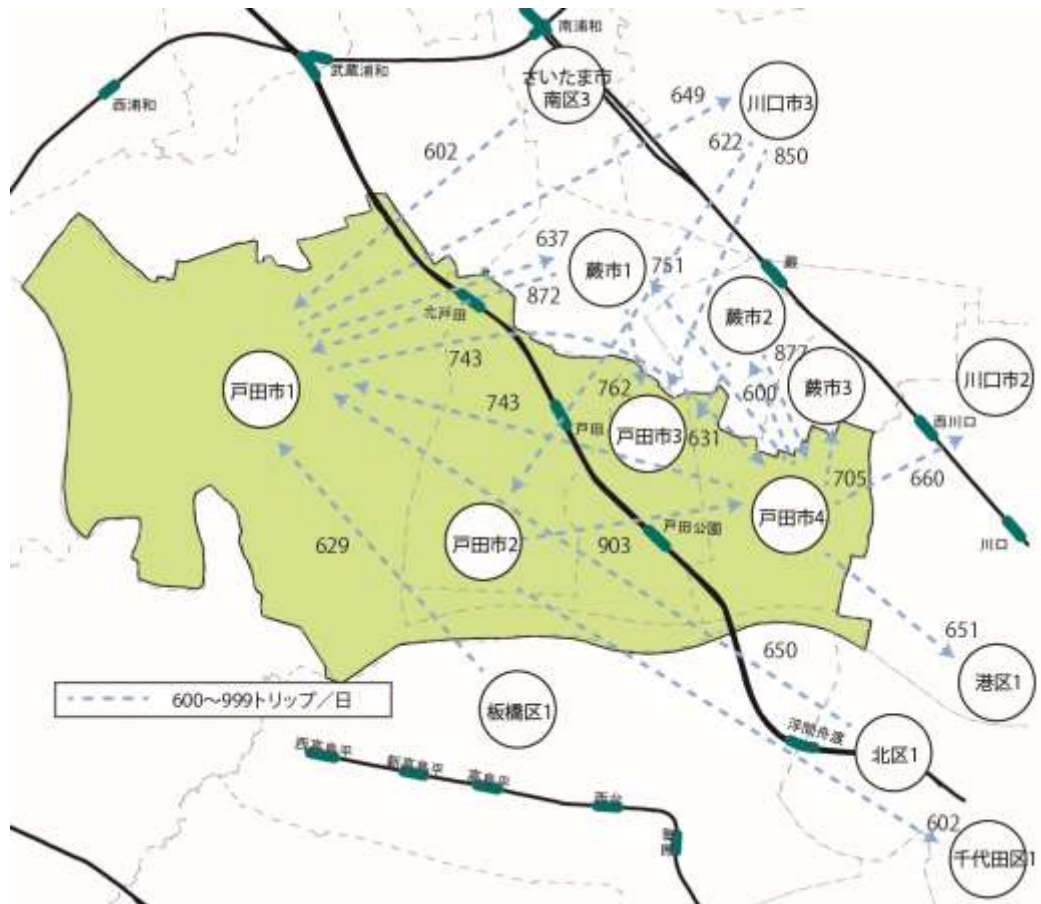 南浦和
武蔵浦和
西浦和
さいたま市
南区3
649
川口市3
602
622
850
637
872
蕨市1
751
蕨
蕨市2
877
北戸田
743
戸田市1
743
762
600
蕨市3
川口市2
戸田
戸田市3
631
西川口
705
660
戸田市4
戸田公園
戸田市2
903
629
川口
651
650
港区1
600～999トリップ／日
板橋区1
浮間舟渡
北区1
西高島平
新高島平
高島平
西台
602
千代田区1